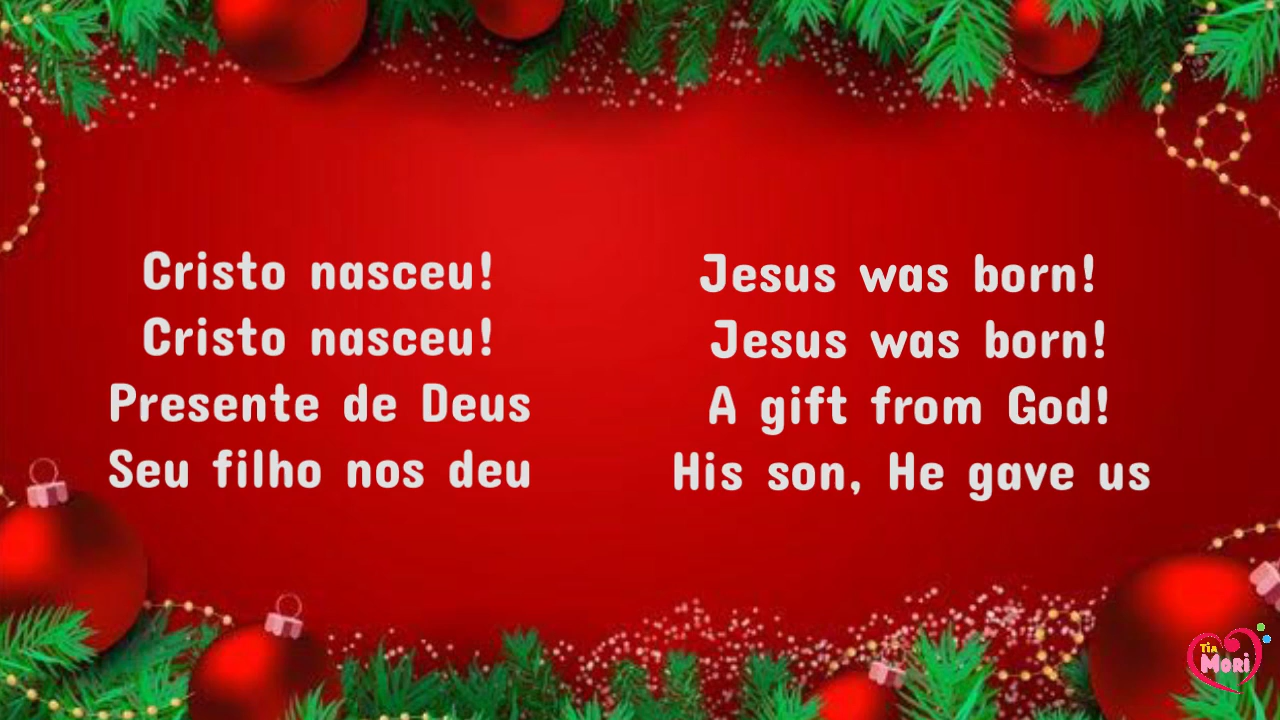 Cristo nasceu!
Cristo nasceu!
Presente de Deus
Seu filho nos deu
Jesus was born!
Jesus was born!
A gift from God!
His son, He gave us
Tia
Mori